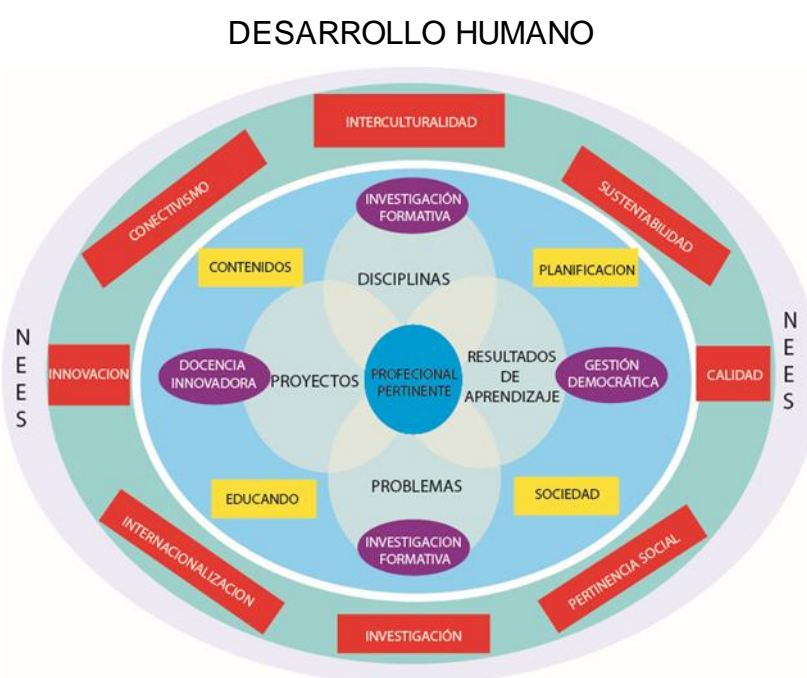 DESARROLLO HUMANO
INTERCULTURALIDAD
CONECTIVISMO
SUSTENTABILIDAD
INVESTIGACIÓN
FORMATIVA
CONTENIDOS
PLANIFICACION
DISCIPLINAS
N
E
E
S
N
E
E
S
INNOVACION
DOCENCIA
INNOVADORA
PROYECTOS
PROFECIONAL
PERTINENTE
RESULTADOS
DE
APRENDIZAJE
GESTIÓN
DEMOCRÁTICA
CALIDAD
EDUCANDO
PROBLEMAS
SOCIEDAD
INVESTIGACION
FORMATIVA
INTERNACIONALIZACION
PERTINENCIA SOCIAL
INVESTIGACIÓN